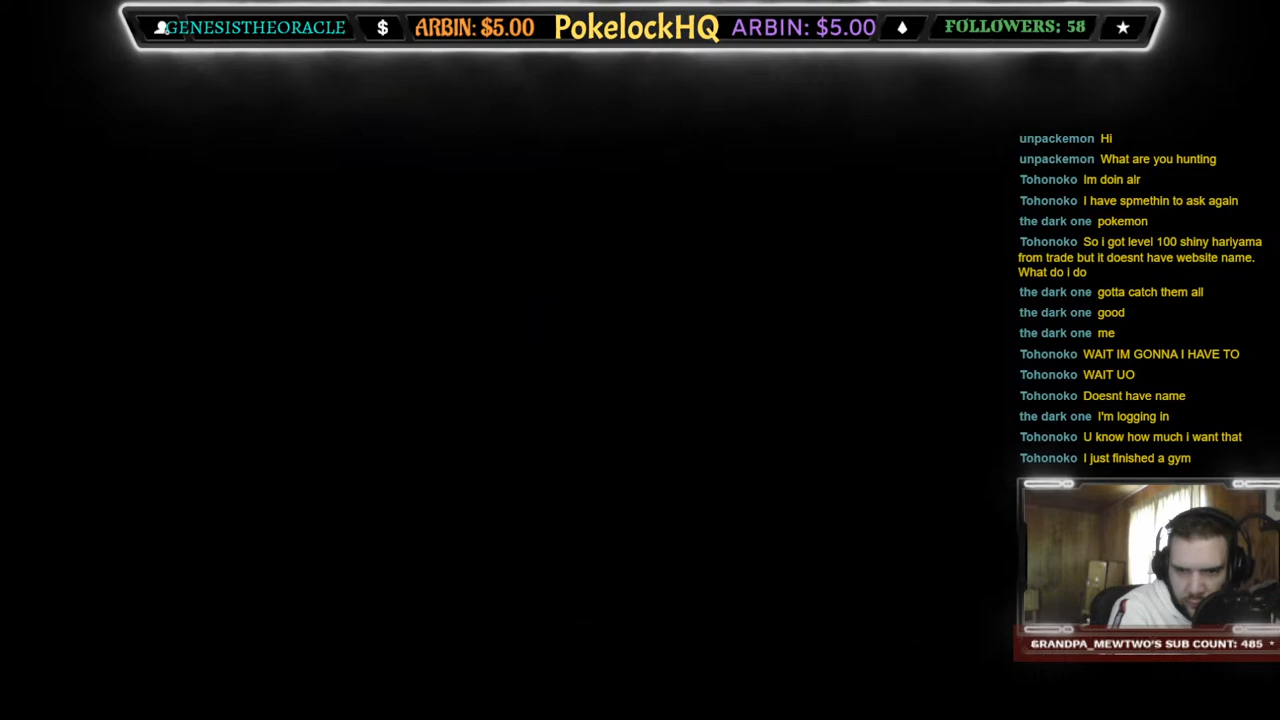 GENESISTHEORACLE $ ARBIN: $5.00 PokelockHQ ARBIN: $5.00 FOLLOWERS: 58
unpackemon Hi
unpackemon What are you hunting
Tohonoko Im doin alr
Tohonoko I have spmethin to ask again
the dark one pokemon
Tohonoko So i got level 100 shiny hariyama
from trade but it doesnt have website name.
What do i do
the dark one gotta catch them all
the dark one good
the dark one me
Tohonoko WAIT IM GONNA I HAVE TO
Tohonoko WAIT UO
Tohonoko Doesnt have name
the dark one I'm logging in
Tohonoko U know how much i want that
Tohonoko I just finished a gym
GRANDPA_MEWTWO'S SUB COUNT: 485 *